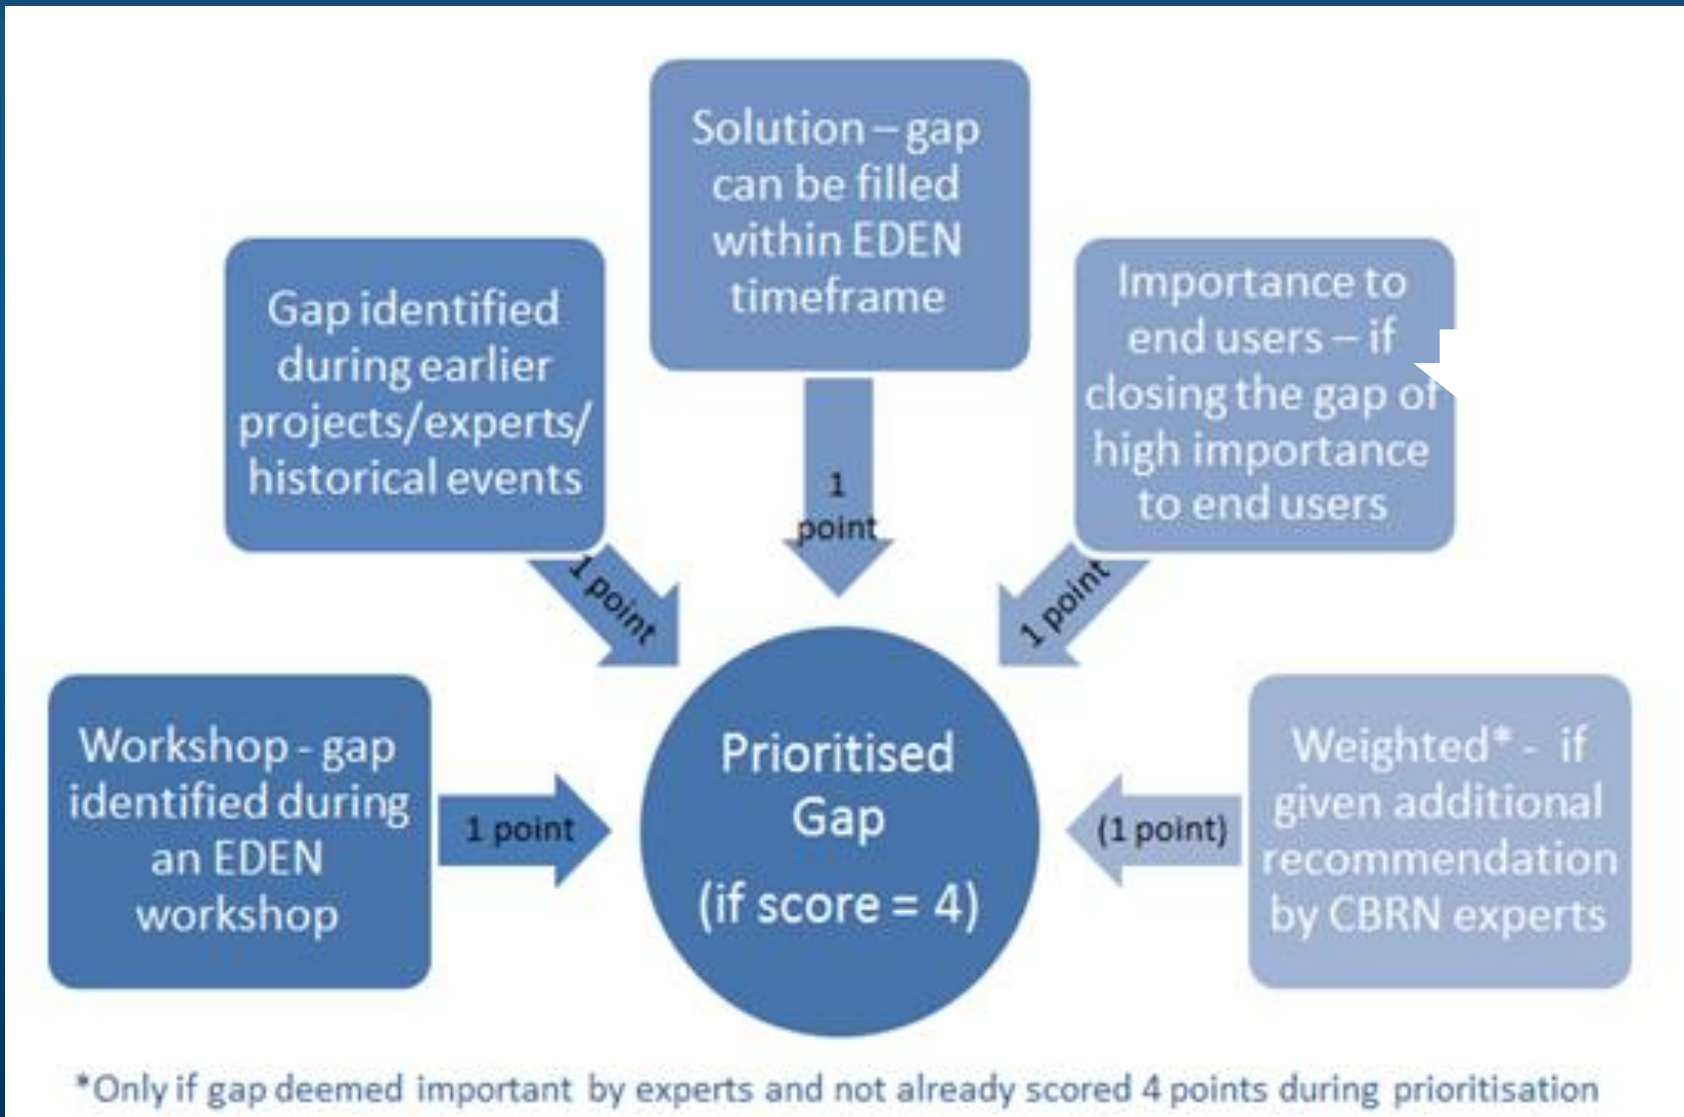 Solution – gap
can be filled
within EDEN
timeframe
Gap identified
during earlier
projects/experts/
historical events
Importance to
end users – if
closing the gap of
high importance
to end users
1
point
1 point
1 point
Workshop - gap
identified during
an EDEN
workshop
1 point
Prioritised
Gap
(if score = 4)
(1 point)
Weighted* - if
given additional
recommendation
by CBRN experts
*Only if gap deemed important by experts and not already scored 4 points during prioritisation